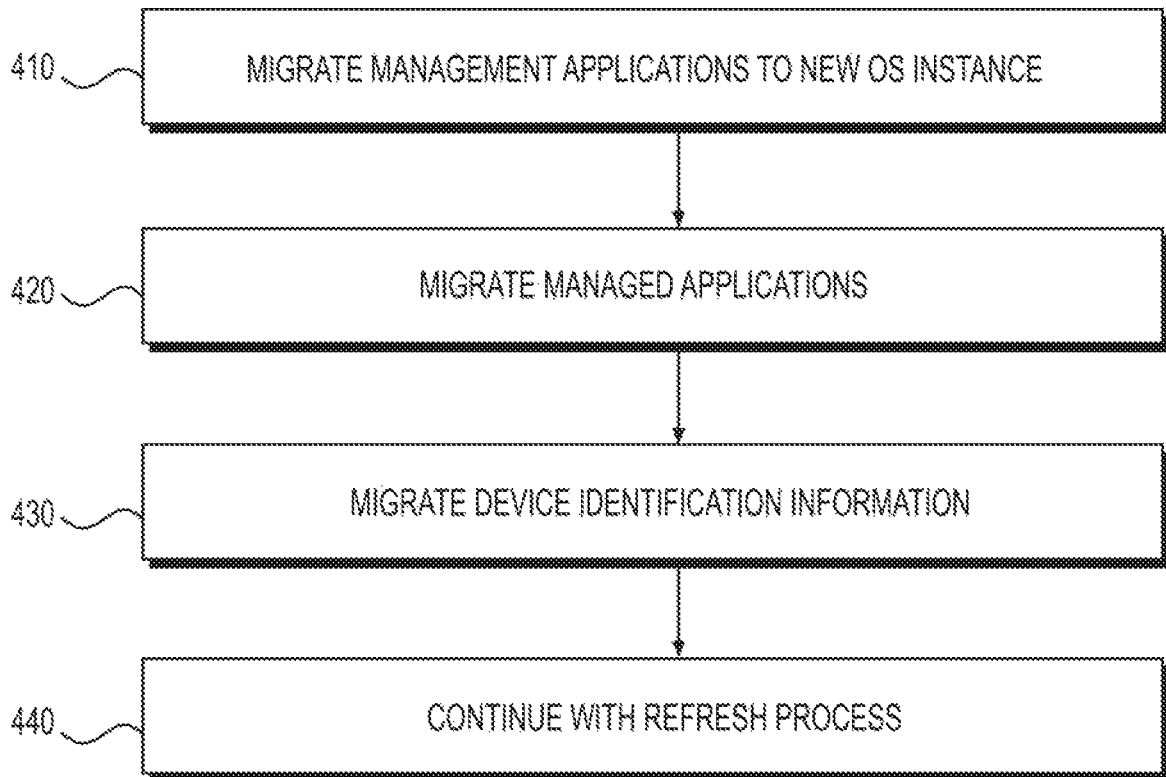 410 MIGRATE MANAGEMENT APPLICATIONS TO NEW OS INSTANCE
420 MIGRATE MANAGED APPLICATIONS
430 MIGRATE DEVICE IDENTIFICATION INFORMATION
440 CONTINUE WITH REFRESH PROCESS